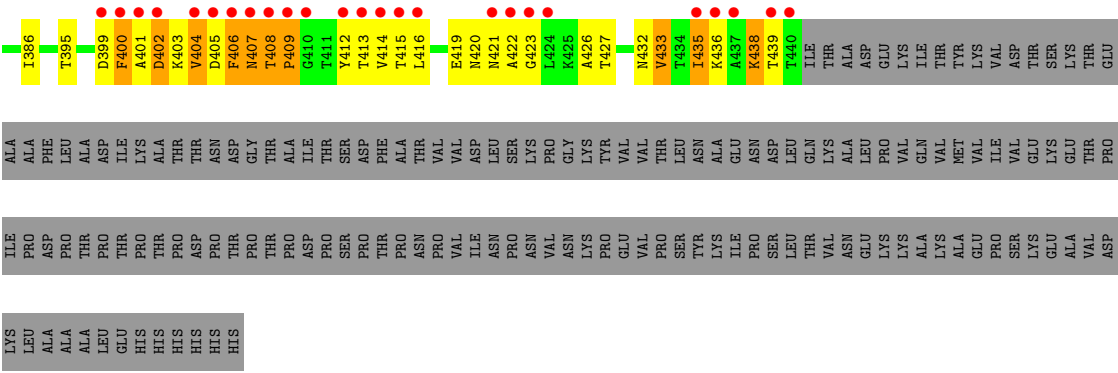 I386 T395 D399 F400 A401 D402 K403 V404 D405 F406 N407 T408 P409 G410 T411 Y412 T413 V414 T415 L416 E419 N420 N421 A422 G423 L424 K425 A426 T427 N432 V433 T434 I435 K436 A437 K438 T439 T440 ILE THR ALA ASP GLU LYS ILE THR TYR LYS VAL ASP THR SER LYS THR GLU
ALA ALA PHE LEU ALA ASP ILE LYS ALA THR THR ASN ASP GLY THR ALA ILE THR SER ASP PHE ALA THR VAL VAL ASP LEU SER LYS PRO GLY LYS TYR VAL VAL THR LEU ASN ALA GLU ASN ASP LEU GLN LYS ALA LEU PRO VAL GLN VAL MET VAL ILE VAL GLU LYS GLU THR PRO
ILE PRO ASP PRO THR PRO THR PRO THR PRO ASP PRO THR PRO THR PRO ASP PRO SER PRO THR PRO ASN PRO VAL ILE ASN PRO ASN VAL ASN LYS PRO GLU VAL PRO SER TYR LYS ILE PRO SER LEU THR VAL ASN GLU LYS LYS ALA LYS ALA GLU PRO SER LYS GLU ALA VAL ASP
LYS LEU ALA ALA ALA LEU GLU HIS HIS HIS HIS HIS HIS